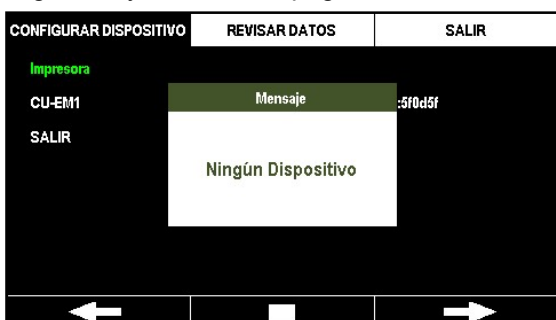 CONFIGURAR DISPOSITIVO REVISAR DATOS SALIR
Impresora
Mensaje
CU-EM1 :5f0d5f
SALIR
Ningún Dispositivo